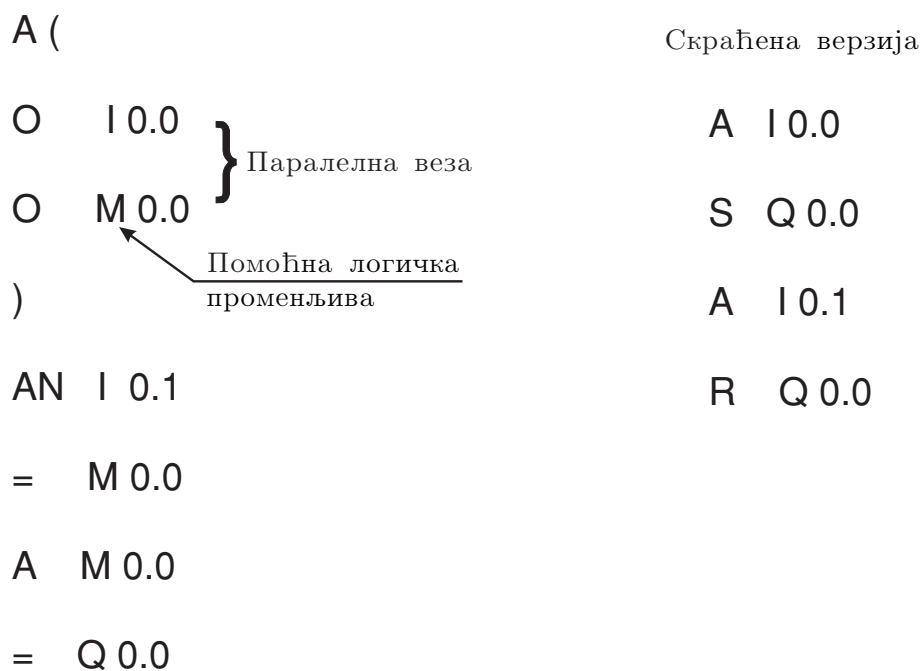 A (
O I 0.0
O M 0.0
} Паралелна веза
Помоћна логичка
променљива
)
AN I 0.1
= M 0.0
A M 0.0
= Q 0.0
Скраћена верзија
A I 0.0
S Q 0.0
A I 0.1
R Q 0.0